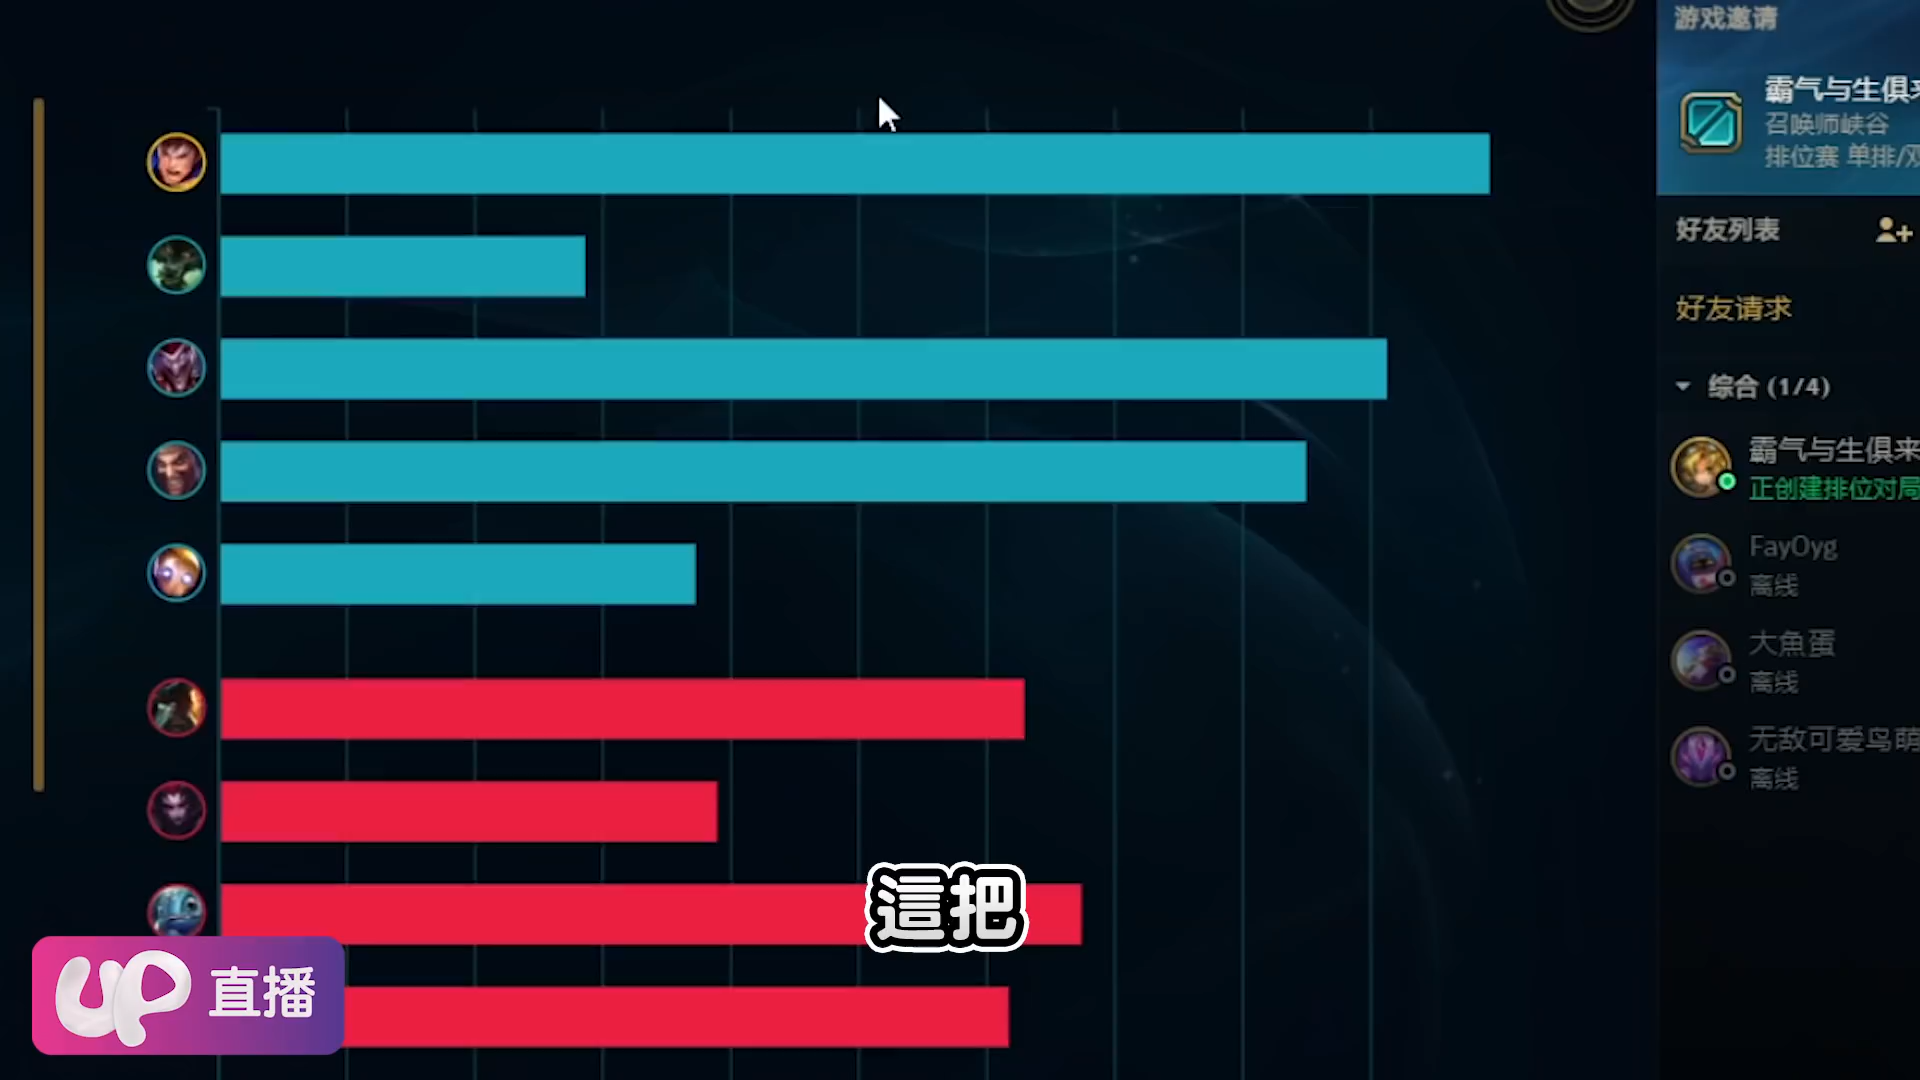 游戏邀请
霸气与生俱来
召唤师峡谷
排位赛 单排/双
好友列表
好友请求
综合 (1/4)
霸气与生俱来
正创建排位对局
FayOyg
离线
大魚蛋
离线
无敌可爱鸟萌
离线
這把
UP 直播